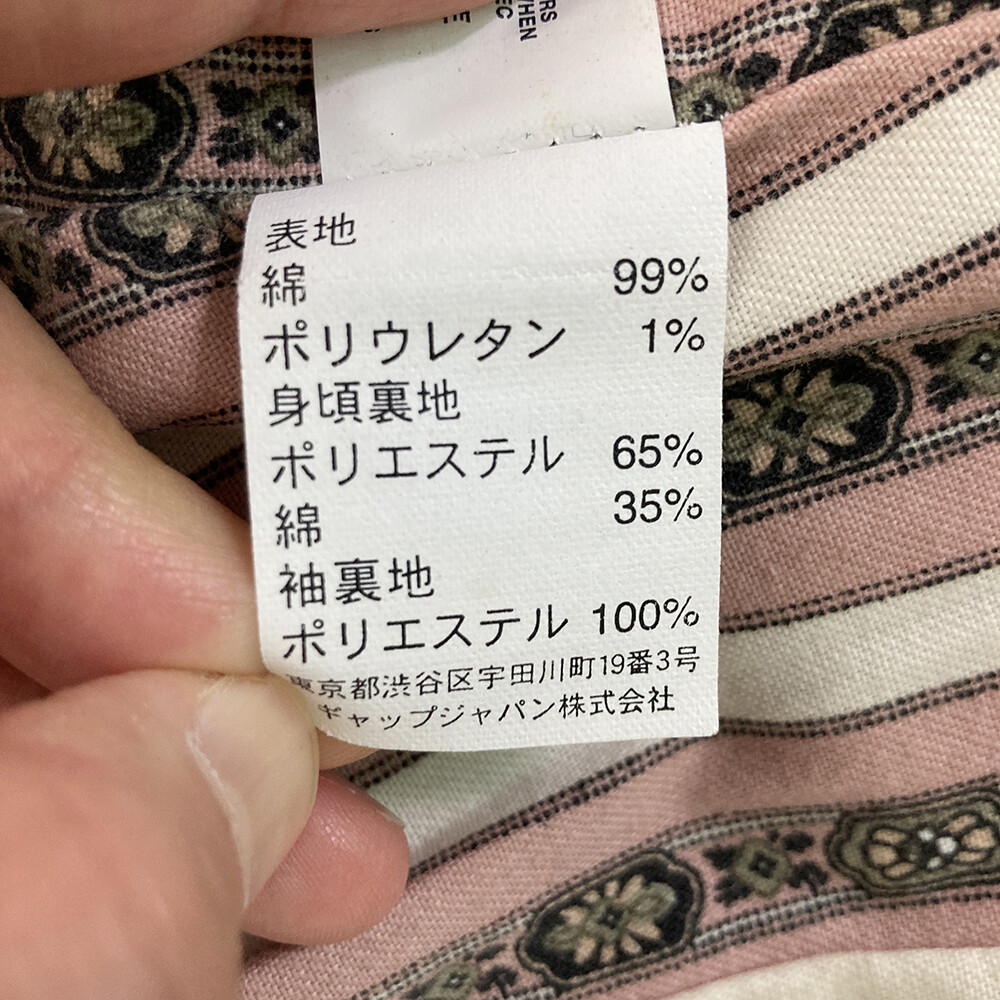 表地
綿 99%
ポリウレタン 1%
身頃裏地
ポリエステル 65%
綿 35%
袖裏地
ポリエステル 100%
東京都渋谷区宇田川町19番3号
ギャップジャパン株式会社